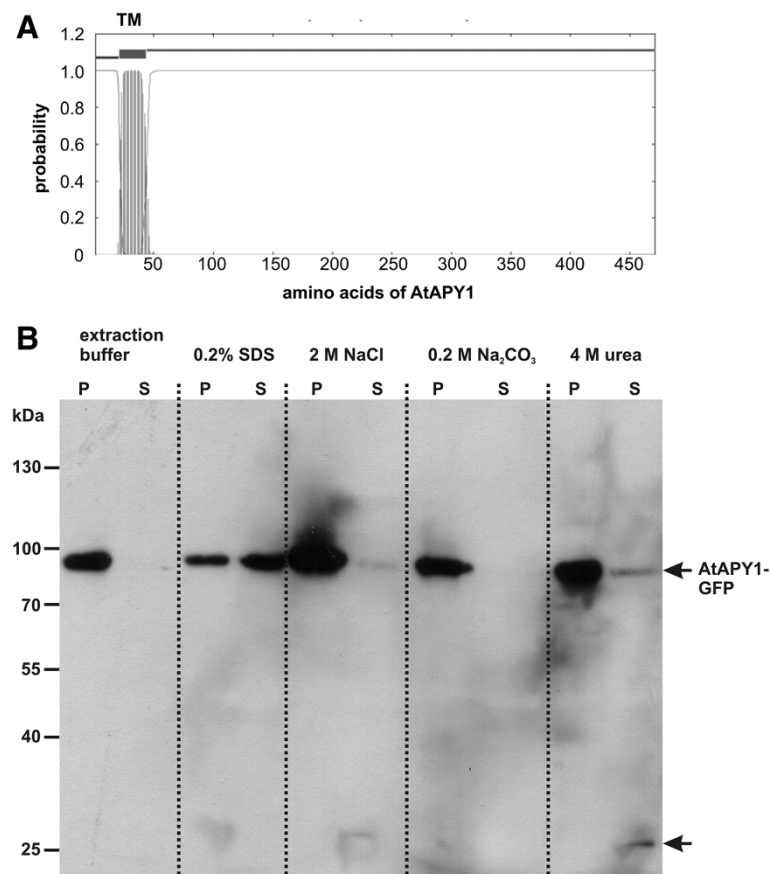 A
TM
1.2
1.0
0.8
0.6
0.4
0.2
0
probability
50 100 150 200 250 300 350 400 450
amino acids of AtAPY1
B
extraction
buffer 0.2% SDS 2 M NaCl 0.2 M Na₂CO₃ 4 M urea
P S P S P S P S P S
kDa
130
100
AtAPY1-
GFP
70
55
40
25